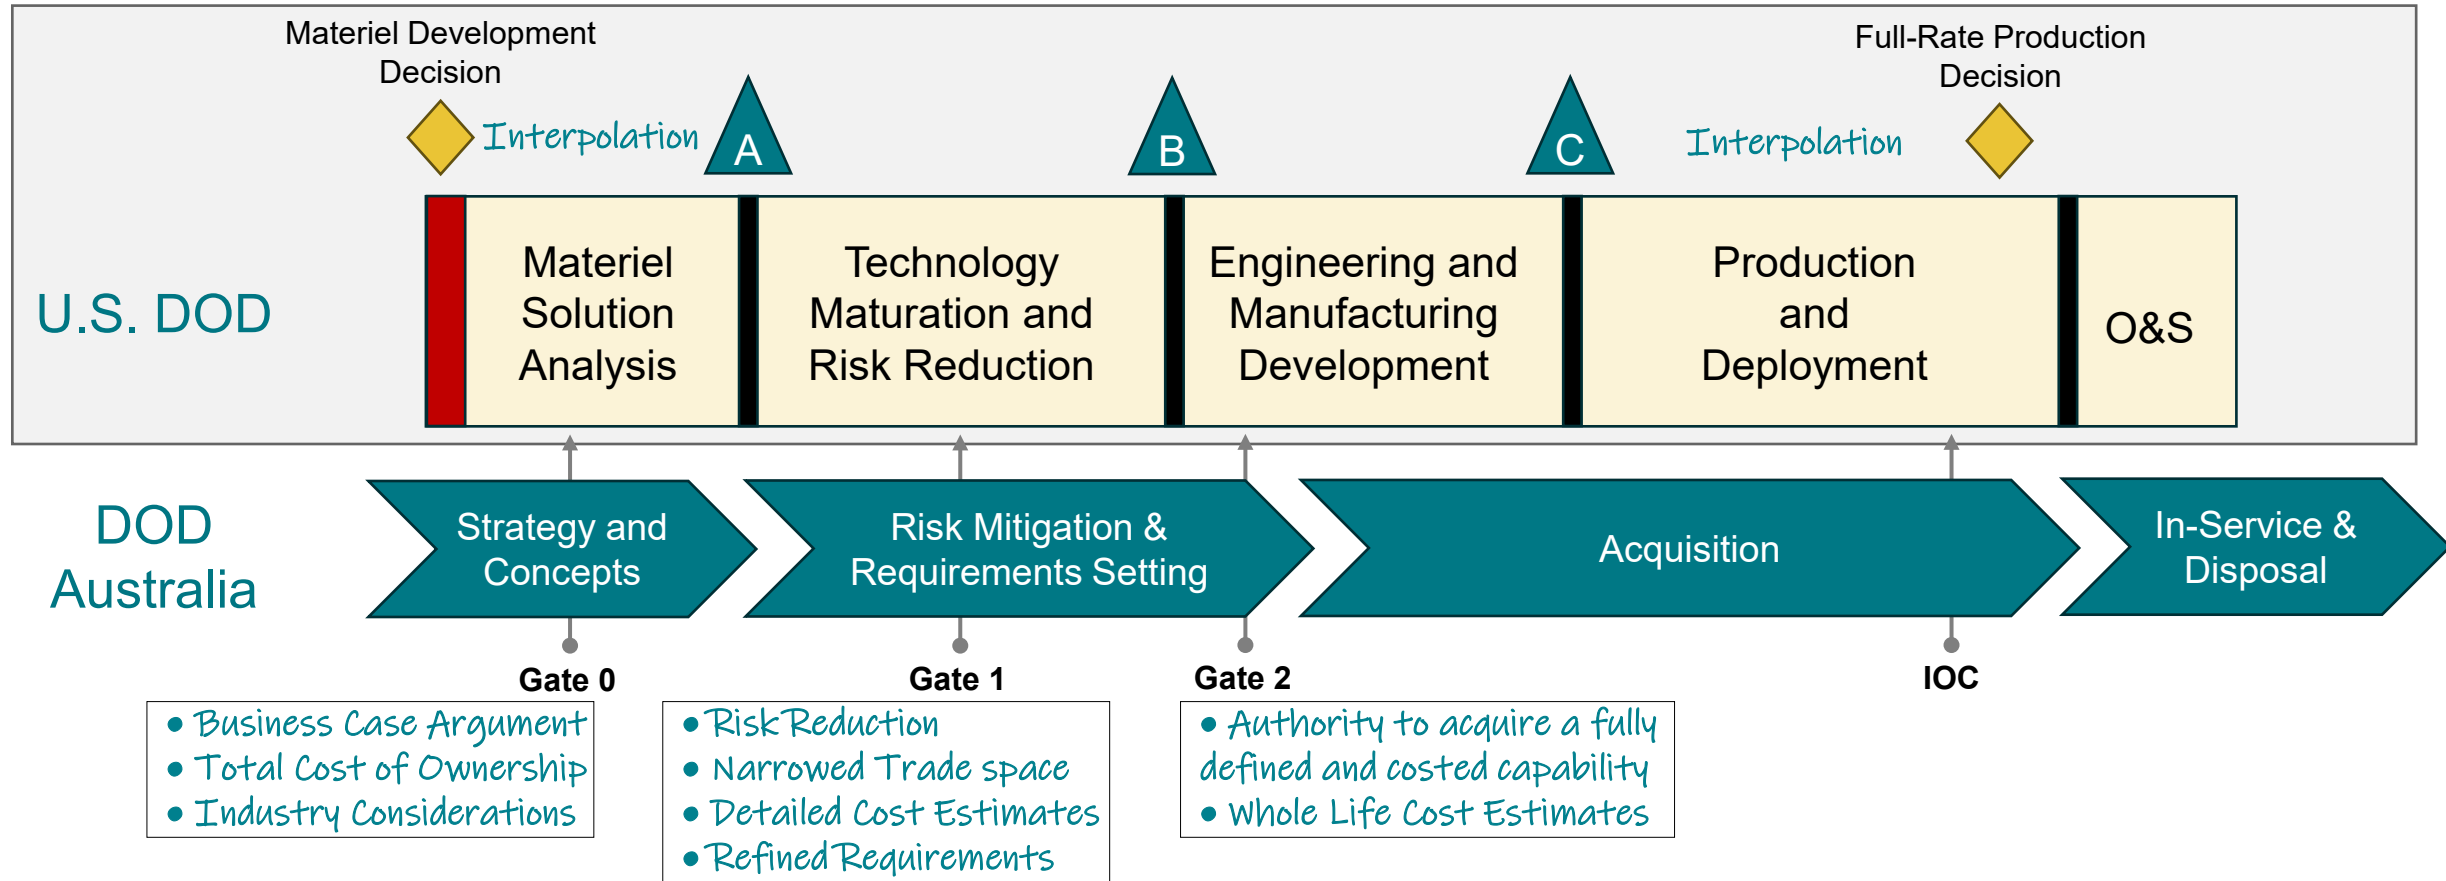 Materiel Development
Decision
Full-Rate Production
Decision
Interpolation
A
B
C
Interpolation
U.S. DOD
Materiel
Solution
Analysis
Technology
Maturation and
Risk Reduction
Engineering and
Manufacturing
Development
Production
and
Deployment
O&S
DOD
Australia
Strategy and
Concepts
Risk Mitigation &
Requirements Setting
Acquisition
In-Service &
Disposal
Gate 0
Gate 1
Gate 2
IOC
• Business Case Argument
• Total Cost of Ownership
• Industry Considerations
• Risk Reduction
• Narrowed Trade space
• Detailed Cost Estimates
• Refined Requirements
• Authority to acquire a fully
defined and costed capability
• Whole Life Cost Estimates